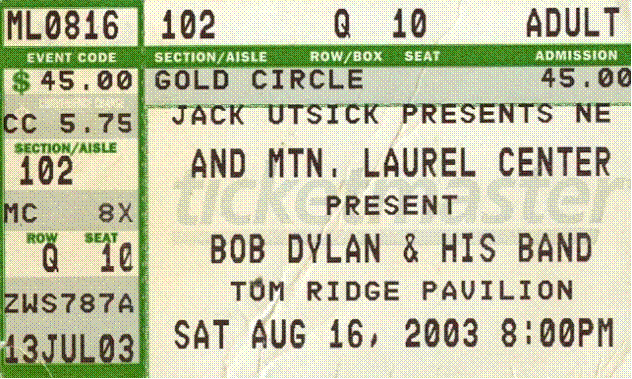 ML0816 102 Q 10 ADULT
EVENT CODE SECTION/AISLE ROW/BOX SEAT ADMISSION
$ 45.00 GOLD CIRCLE 45.00
JACK UTSICK PRESENTS NE
CC 5.75
SECTION/AISLE
102
AND MTN. LAUREL CENTER
ticketmaster
PRESENT
MC 8X
ROW SEAT
Q 10
BOB DYLAN & HIS BAND
TOM RIDGE PAVILION
ZWS787A
SAT AUG 16, 2003 8:00PM
13JUL03